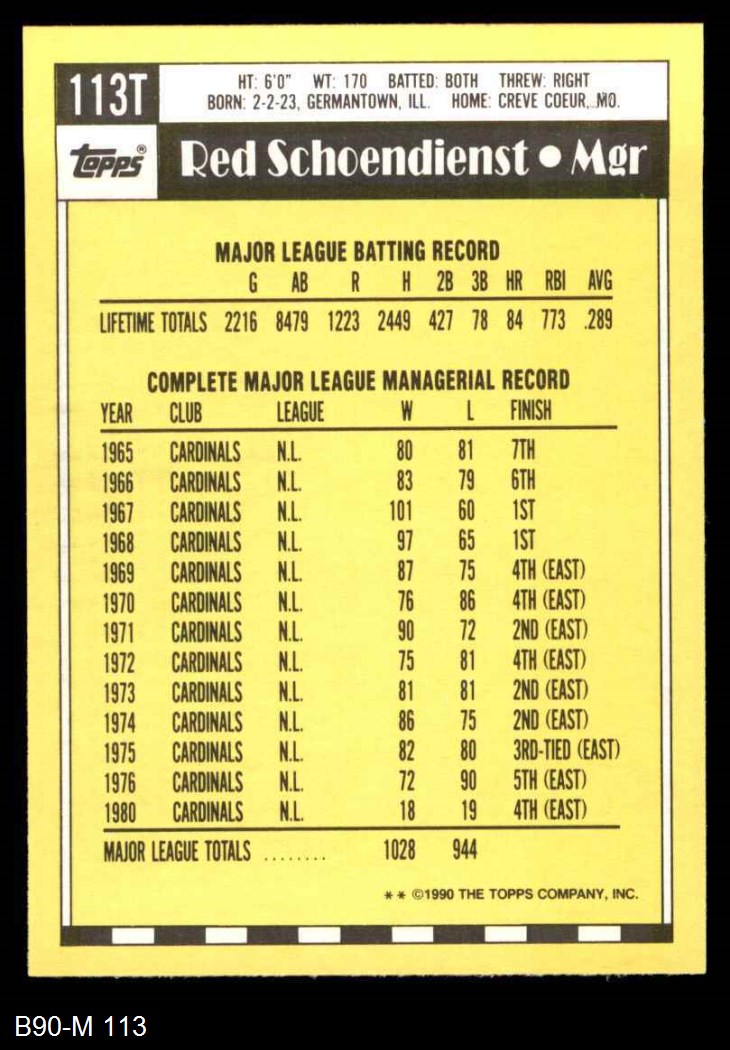 113T
HT: 6'0" WT: 170 BATTED: BOTH THREW: RIGHT
BORN: 2-2-23, GERMANTOWN, ILL. HOME: CREVE COEUR, MO.
Topps®
Red Schoendienst • Mgr
MAJOR LEAGUE BATTING RECORD
G AB R H 2B 3B HR RBI AVG
LIFETIME TOTALS 2216 8479 1223 2449 427 78 84 773 .289
COMPLETE MAJOR LEAGUE MANAGERIAL RECORD
YEAR CLUB LEAGUE W L FINISH
1965 CARDINALS N.L. 80 81 7TH
1966 CARDINALS N.L. 83 79 6TH
1967 CARDINALS N.L. 101 60 1ST
1968 CARDINALS N.L. 97 65 1ST
1969 CARDINALS N.L. 87 75 4TH (EAST)
1970 CARDINALS N.L. 76 86 4TH (EAST)
1971 CARDINALS N.L. 90 72 2ND (EAST)
1972 CARDINALS N.L. 75 81 4TH (EAST)
1973 CARDINALS N.L. 81 81 2ND (EAST)
1974 CARDINALS N.L. 86 75 2ND (EAST)
1975 CARDINALS N.L. 82 80 3RD-TIED (EAST)
1976 CARDINALS N.L. 72 90 5TH (EAST)
1980 CARDINALS N.L. 18 19 4TH (EAST)
MAJOR LEAGUE TOTALS ........ 1028 944
** ©1990 THE TOPPS COMPANY, INC.
B90-M 113